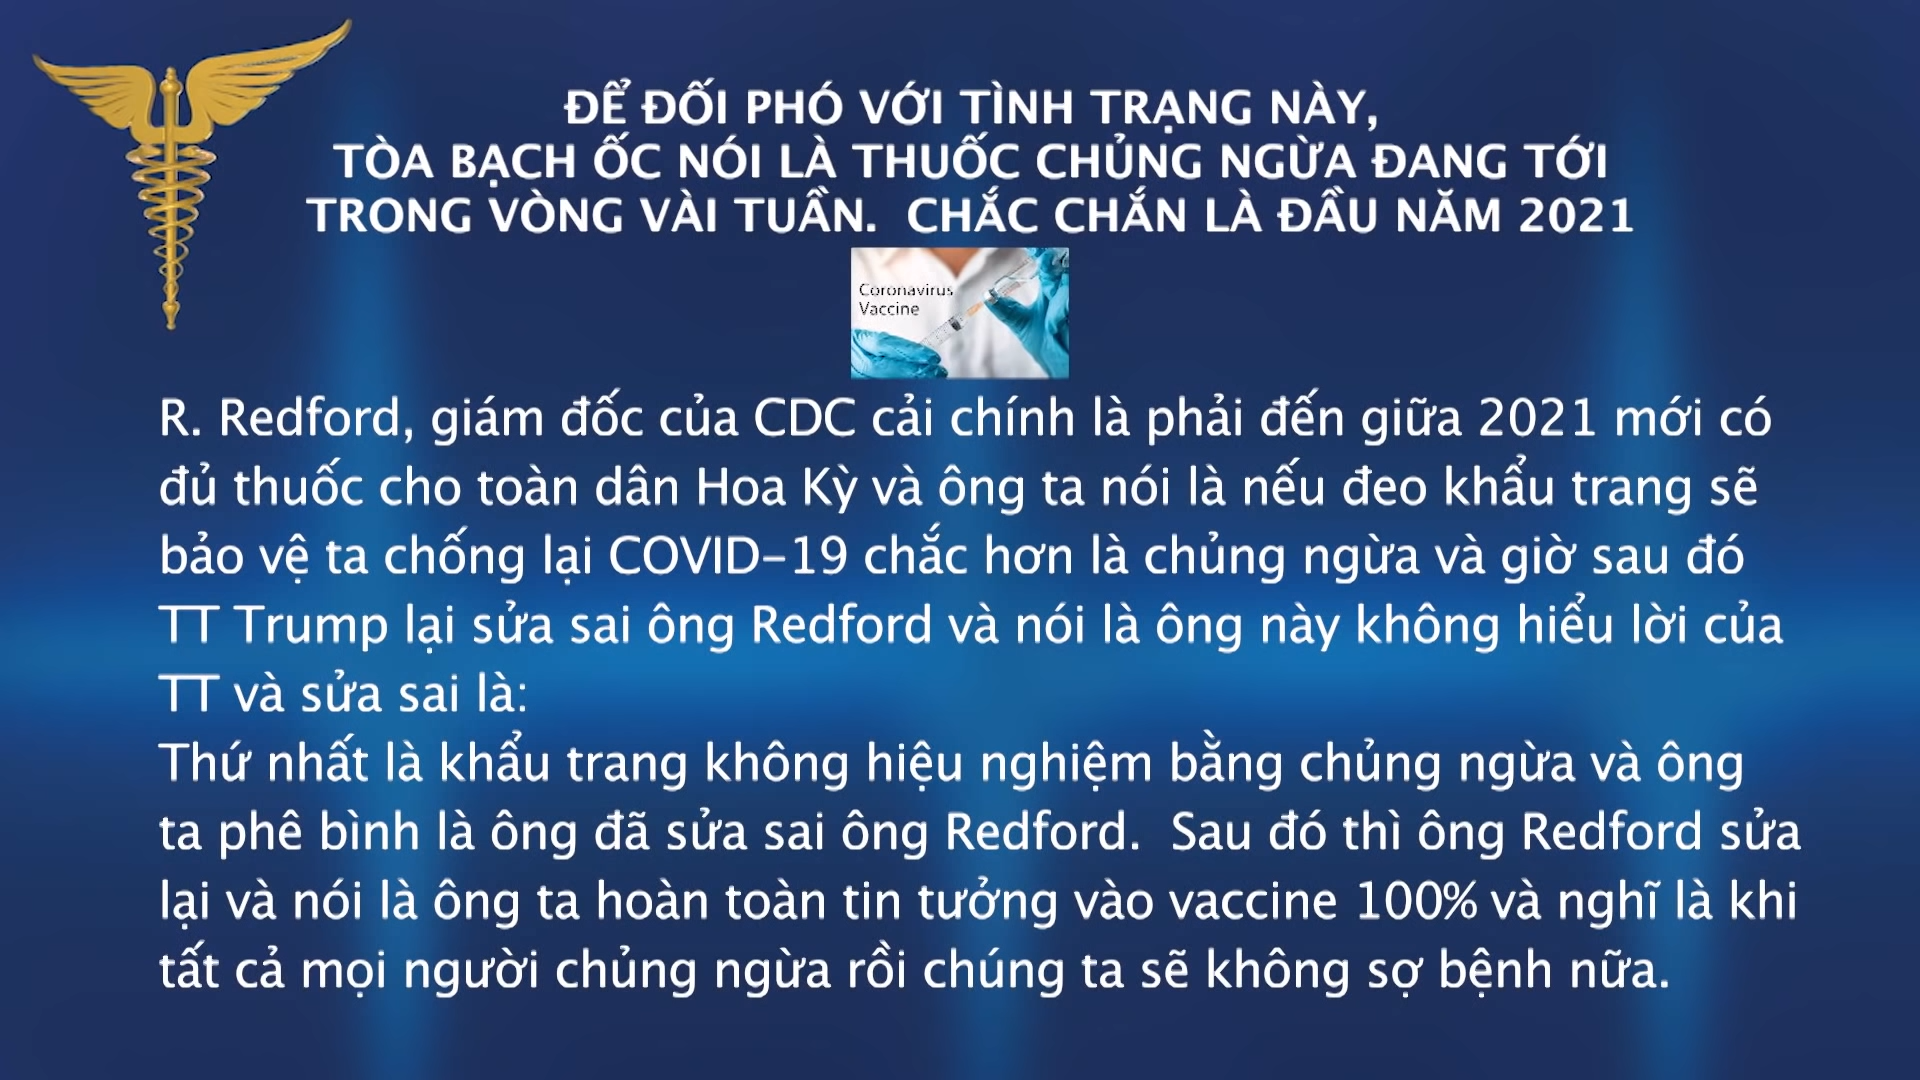 ĐỂ ĐỐI PHÓ VỚI TÌNH TRẠNG NÀY,
TÒA BẠCH ỐC NÓI LÀ THUỐC CHỦNG NGỪA ĐANG TỚI
TRONG VÒNG VÀI TUẦN.  CHẮC CHẮN LÀ ĐẦU NĂM 2021
Coronavirus
Vaccine
R. Redford, giám đốc của CDC cải chính là phải đến giữa 2021 mới có
đủ thuốc cho toàn dân Hoa Kỳ và ông ta nói là nếu đeo khẩu trang sẽ
bảo vệ ta chống lại COVID-19 chắc hơn là chủng ngừa và giờ sau đó
TT Trump lại sửa sai ông Redford và nói là ông này không hiểu lời của
TT và sửa sai là:
Thứ nhất là khẩu trang không hiệu nghiệm bằng chủng ngừa và ông
ta phê bình là ông đã sửa sai ông Redford.  Sau đó thì ông Redford sửa
lại và nói là ông ta hoàn toàn tin tưởng vào vaccine 100% và nghĩ là khi
tất cả mọi người chủng ngừa rồi chúng ta sẽ không sợ bệnh nữa.